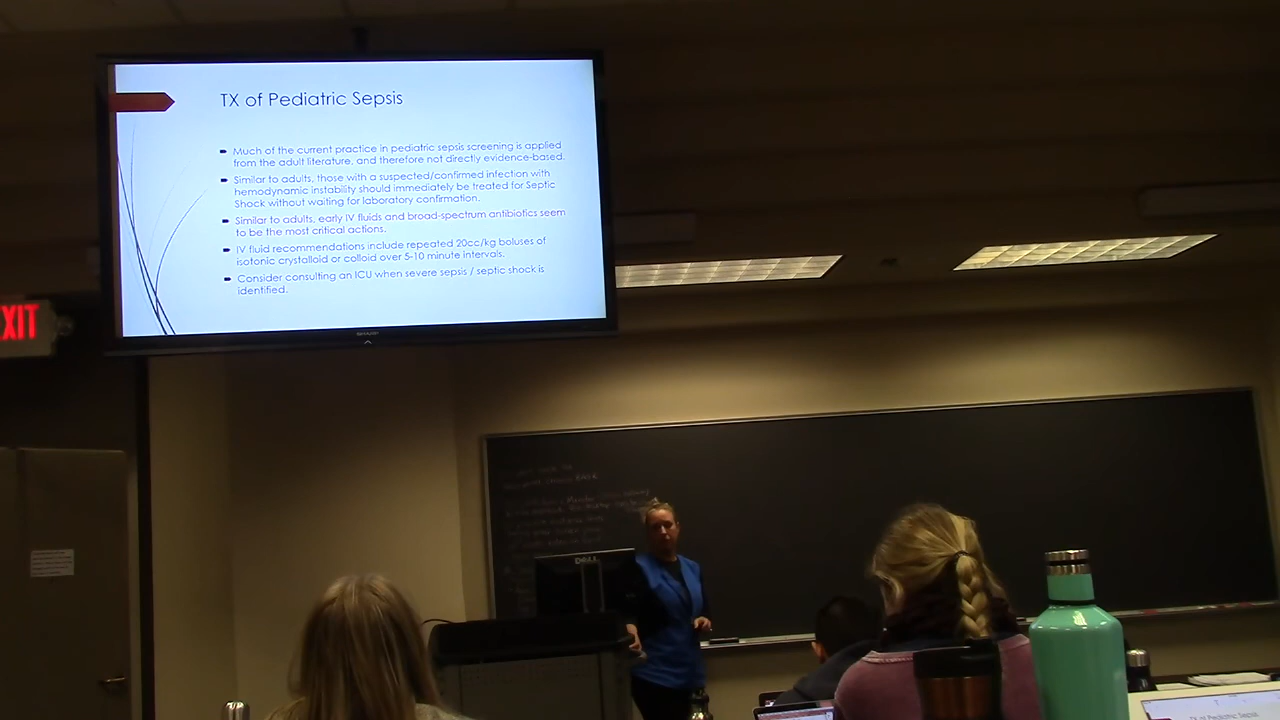 TX of Pediatric Sepsis
Much of the current practice in pediatric sepsis screening is applied
from the adult literature, and therefore not directly evidence-based.
Similar to adults, those with a suspected/confirmed infection with
hemodynamic instability should immediately be treated for Septic
Shock without waiting for laboratory confirmation.
Similar to adults, early IV fluids and broad-spectrum antibiotics seem
to be the most critical actions.
IV fluid recommendations include repeated 20cc/kg boluses of
isotonic crystalloid or colloid over 5-10 minute intervals.
Consider consulting an ICU when severe sepsis / septic shock is
identified.
SHARP
EXIT
DELL
TX of Pediatric Sepsis